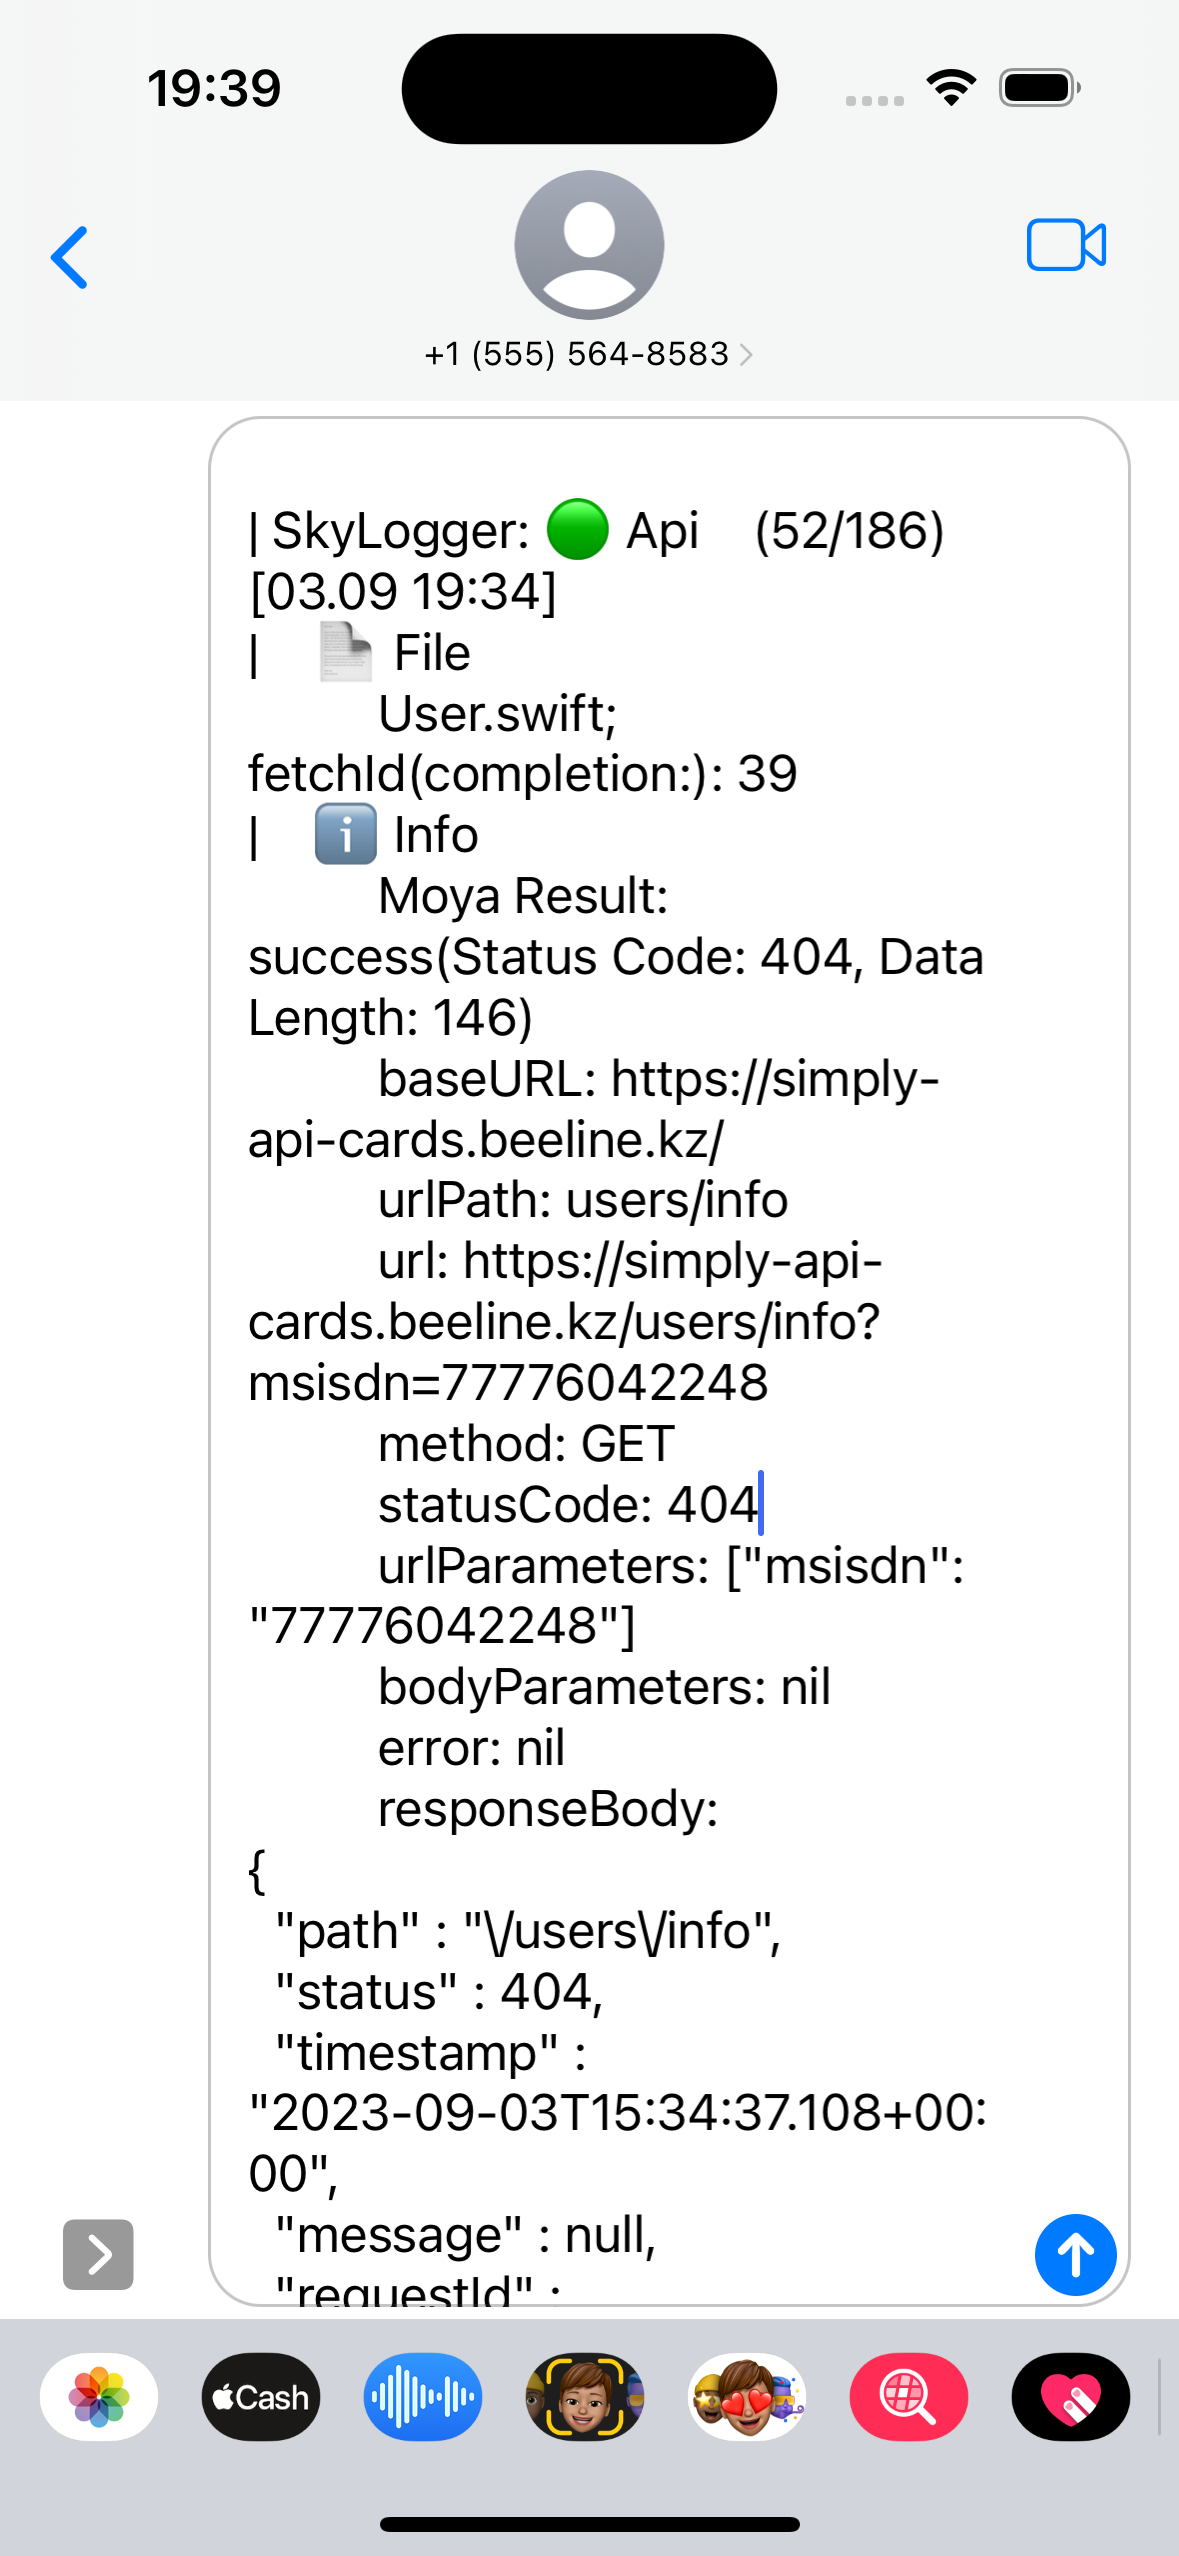 19:39
+1 (555) 564-8583
| SkyLogger: 🟢 Api (52/186)
[03.09 19:34]
| 📄 File
User.swift;
fetchId(completion:): 39
| ℹ️ Info
Moya Result:
success(Status Code: 404, Data
Length: 146)
baseURL: https://simply-
api-cards.beeline.kz/
urlPath: users/info
url: https://simply-api-
cards.beeline.kz/users/info?
msisdn=77776042248
method: GET
statusCode: 404
urlParameters: ["msisdn":
"77776042248"]
bodyParameters: nil
error: nil
responseBody:
{
"path" : "\/users\/info",
"status" : 404,
"timestamp" :
"2023-09-03T15:34:37.108+00:
00",
"message" : null,
"requestId" :
Cash